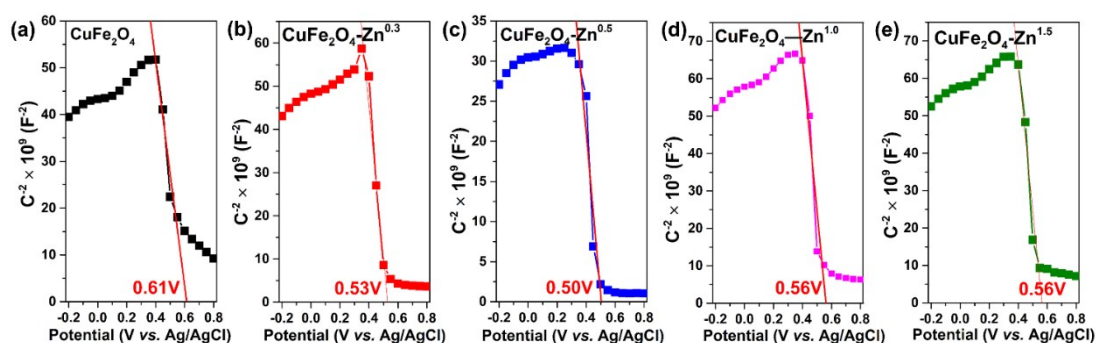 (a) CuFe₂O₄
C⁻² × 10⁹ (F⁻²)
60
50
40
30
20
10
0
0.61V
0.0 0.2 0.4 0.6 0.8
Potential (V vs. Ag/AgCl)
(b) CuFe₂O₄-Zn⁰·³
C⁻² × 10⁹ (F⁻²)
60
50
40
30
20
10
0
0.53V
-0.2 0.0 0.2 0.4 0.6 0.8
Potential (V vs. Ag/AgCl)
(c) CuFe₂O₄-Zn⁰·⁵
C⁻² × 10⁹ (F⁻²)
35
30
25
20
15
10
5
0
0.50V
-0.2 0.0 0.2 0.4 0.6 0.8
Potential (V vs. Ag/AgCl)
(d) CuFe₂O₄—Zn¹·⁰
C⁻² × 10⁹ (F⁻²)
70
60
50
40
30
20
10
0
0.56V
-0.2 0.0 0.2 0.4 0.6 0.8
Potential (V vs. Ag/AgCl)
(e) CuFe₂O₄-Zn¹·⁵
C⁻² × 10⁹ (F⁻²)
70
60
50
40
30
20
10
0
0.56V
-0.2 0.0 0.2 0.4 0.6 0.8
Potential (V vs. Ag/AgCl)